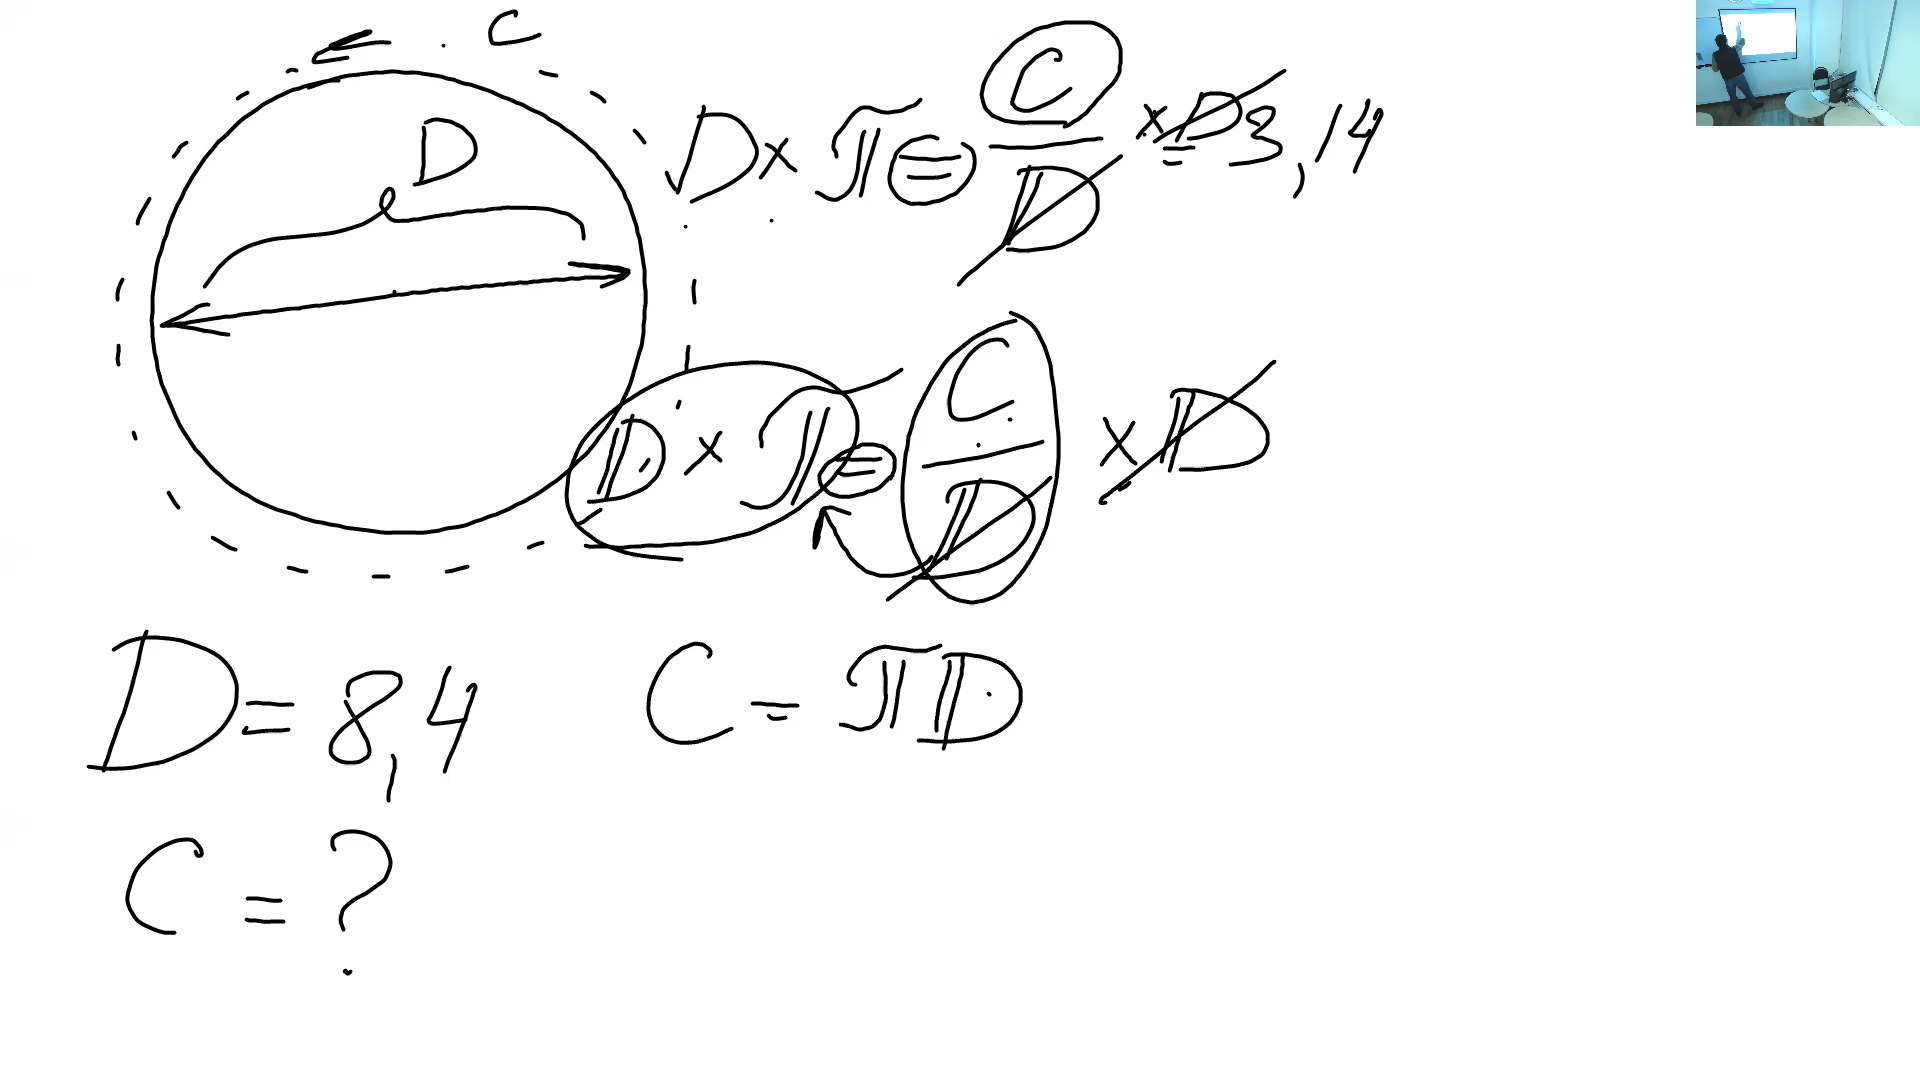 C
D
D × π = C/D × D 3,14
D × π = C/D × D
D = 8,4
C = πD
C = ?